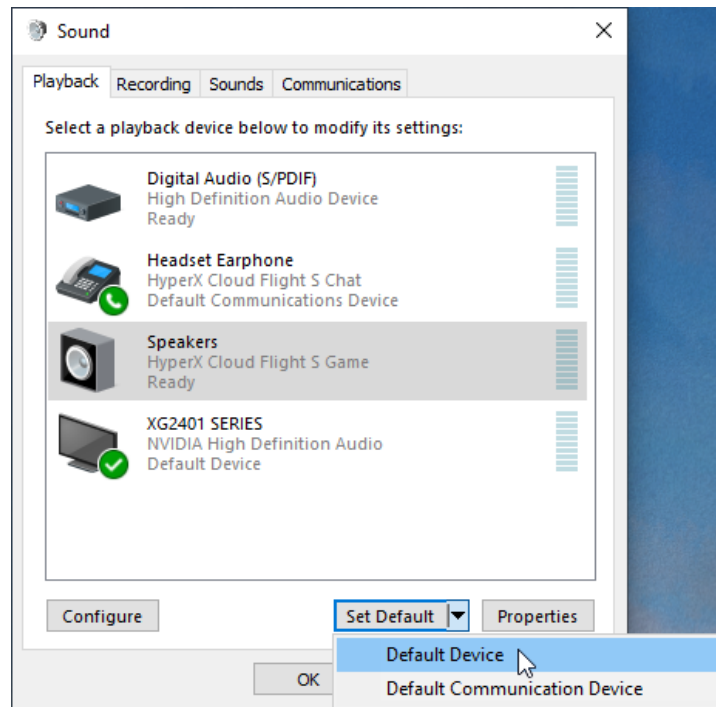 Sound
Playback Recording Sounds Communications
Select a playback device below to modify its settings:
Digital Audio (S/PDIF)
High Definition Audio Device
Ready
Headset Earphone
HyperX Cloud Flight S Chat
Default Communications Device
Speakers
HyperX Cloud Flight S Game
Ready
XG2401 SERIES
NVIDIA High Definition Audio
Default Device
Configure Set Default Properties
Default Device
OK
Default Communication Device